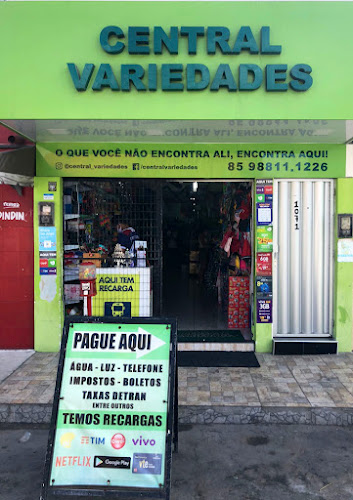 CENTRAL
VARIEDADES
O QUE VOCÊ NÃO ENCONTRA ALI, ENCONTRA AQUI!
@central_variedades /centralvariedades 85 98811.1226
PINDIN
1071
AQUI TEM
RECARGA
PAGUE AQUI
ÁGUA - LUZ - TELEFONE
IMPOSTOS - BOLETOS
TAXAS DETRAN
ENTRE OUTROS
TEMOS RECARGAS
TIM
vivo
NETFLIX
Google Play